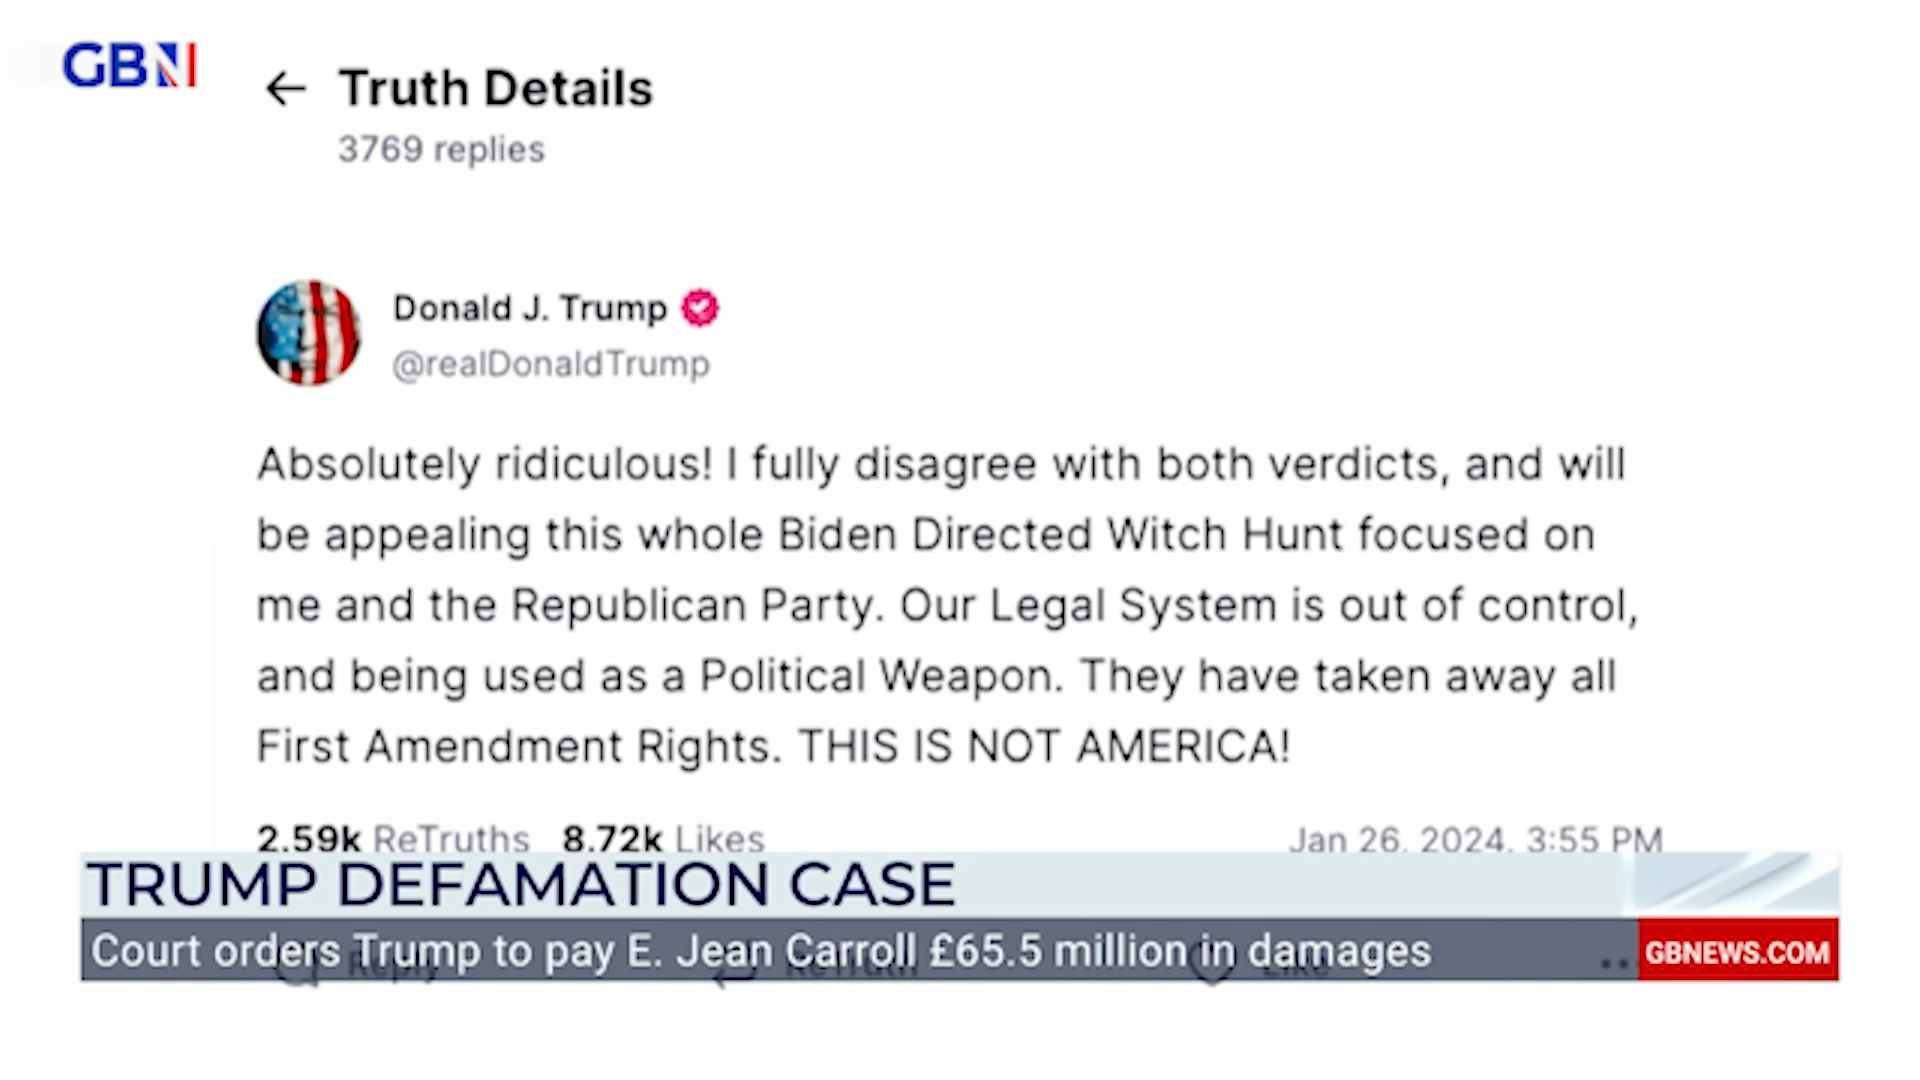 GBN
Truth Details
3769 replies
Donald J. Trump
@realDonaldTrump
Absolutely ridiculous! I fully disagree with both verdicts, and will
be appealing this whole Biden Directed Witch Hunt focused on
me and the Republican Party. Our Legal System is out of control,
and being used as a Political Weapon. They have taken away all
First Amendment Rights. THIS IS NOT AMERICA!
2.59k ReTruths 8.72k Likes Jan 26, 2024, 3:55 PM
TRUMP DEFAMATION CASE
Court orders Trump to pay E. Jean Carroll £65.5 million in damages
GBNEWS.COM
Reply ReTruth Like